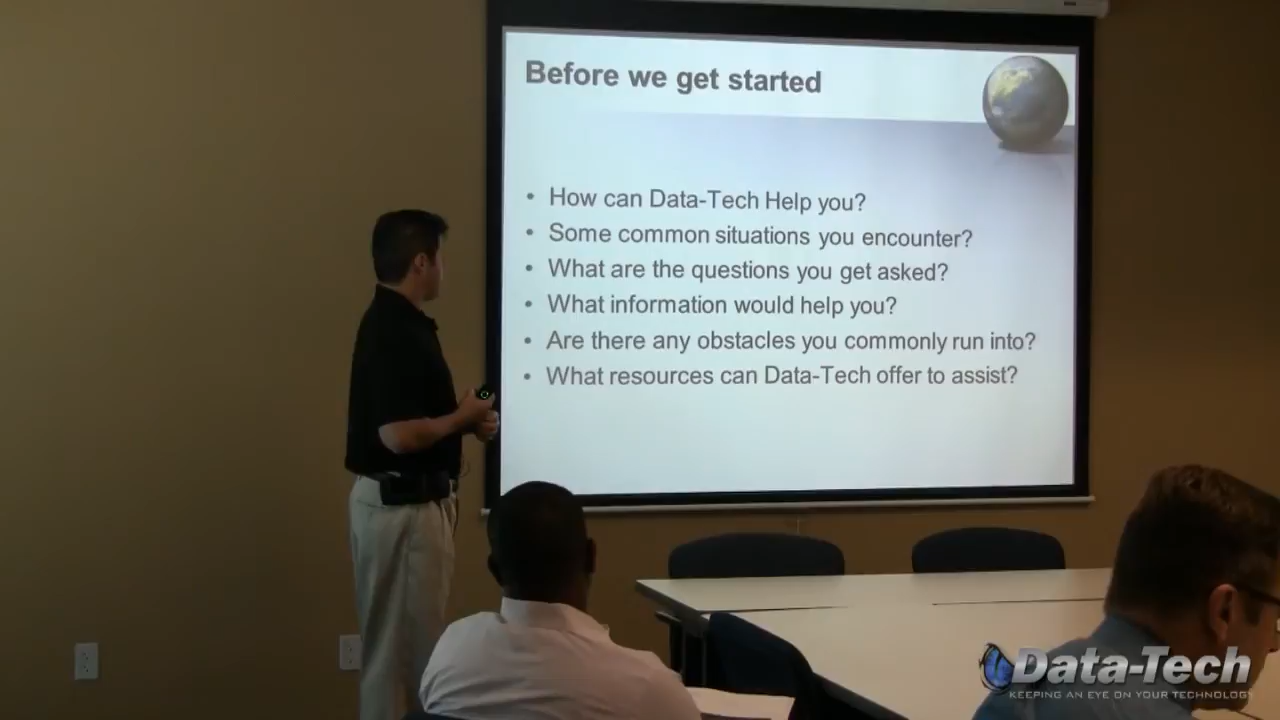 Before we get started
• How can Data-Tech Help you?
• Some common situations you encounter?
• What are the questions you get asked?
• What information would help you?
• Are there any obstacles you commonly run into?
• What resources can Data-Tech offer to assist?
Data-Tech
KEEPING AN EYE ON YOUR TECHNOLOGY